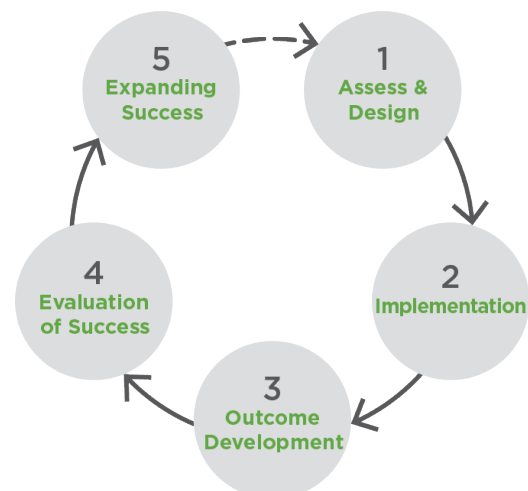 1
Assess &
Design
2
Implementation
3
Outcome
Development
4
Evaluation
of Success
5
Expanding
Success